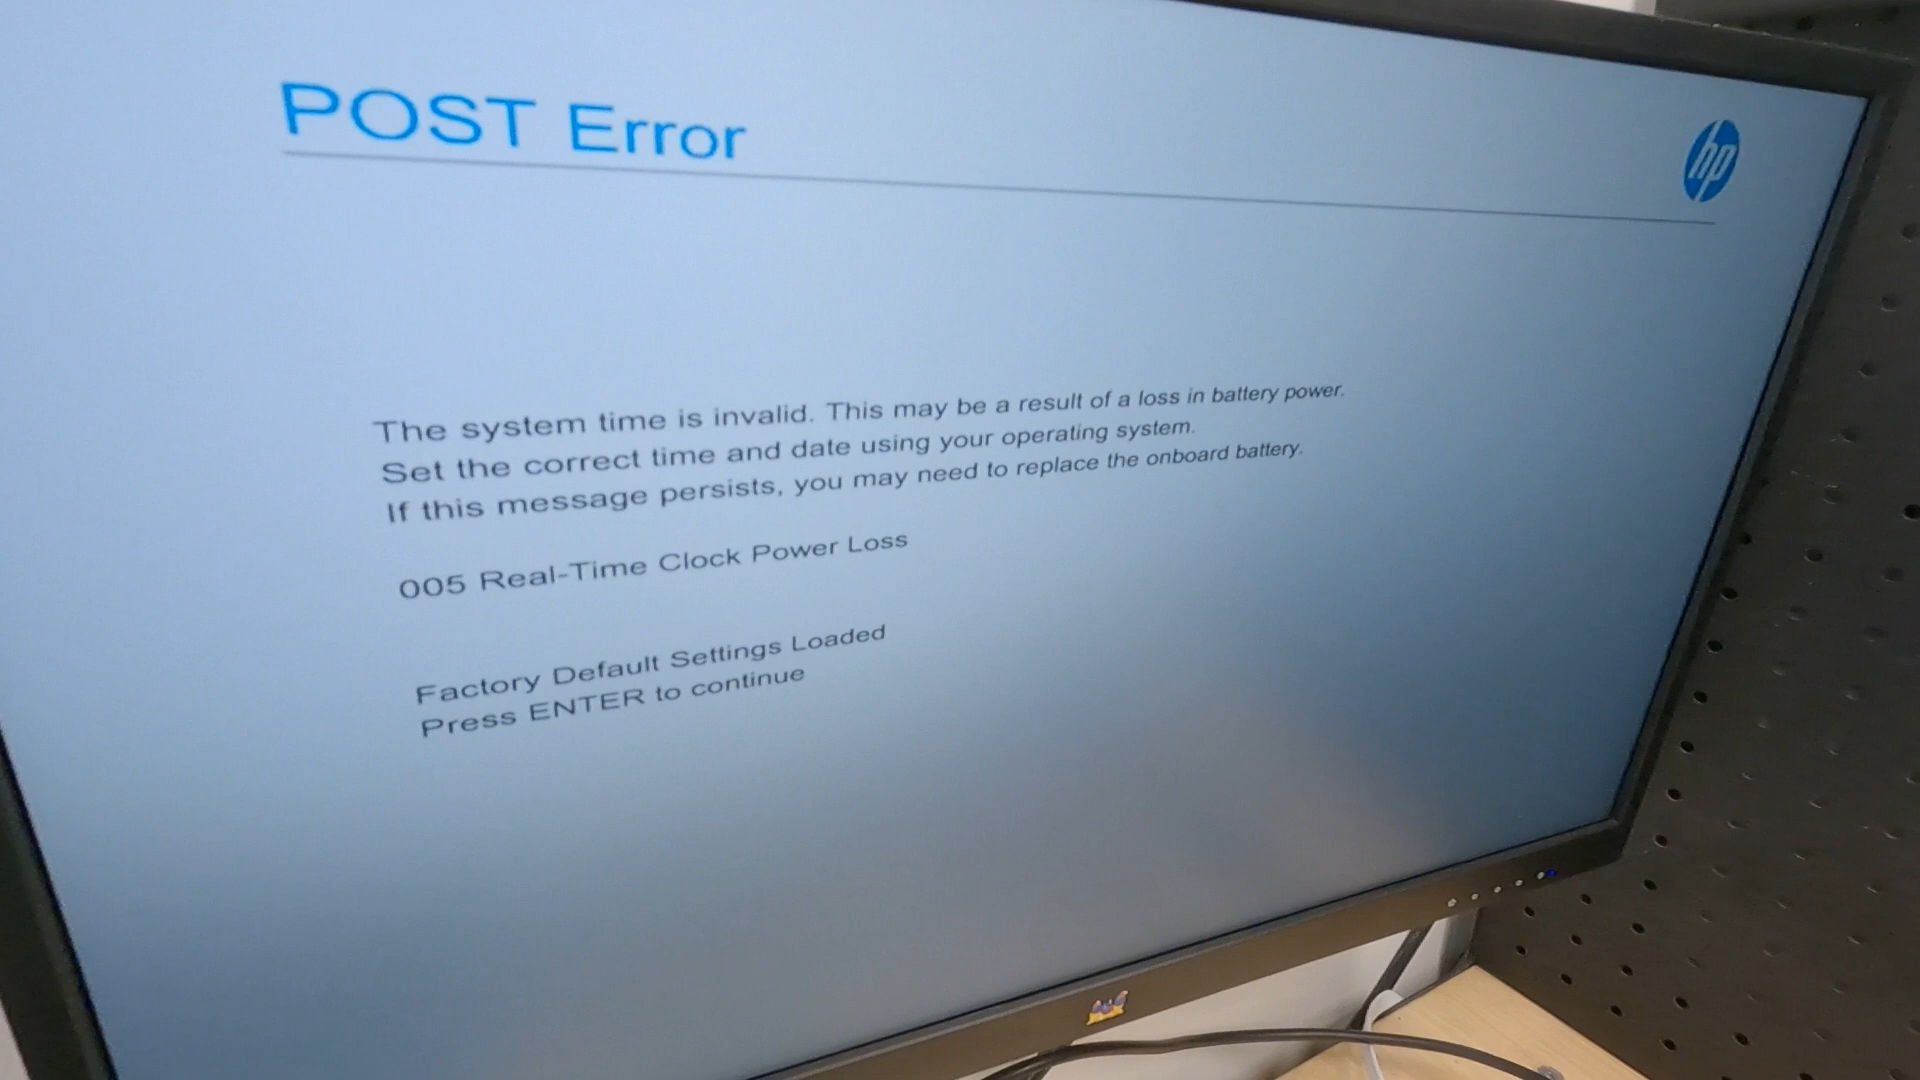 POST Error
hp
The system time is invalid. This may be a result of a loss in battery power.
Set the correct time and date using your operating system.
If this message persists, you may need to replace the onboard battery.
005 Real-Time Clock Power Loss
Factory Default Settings Loaded
Press ENTER to continue